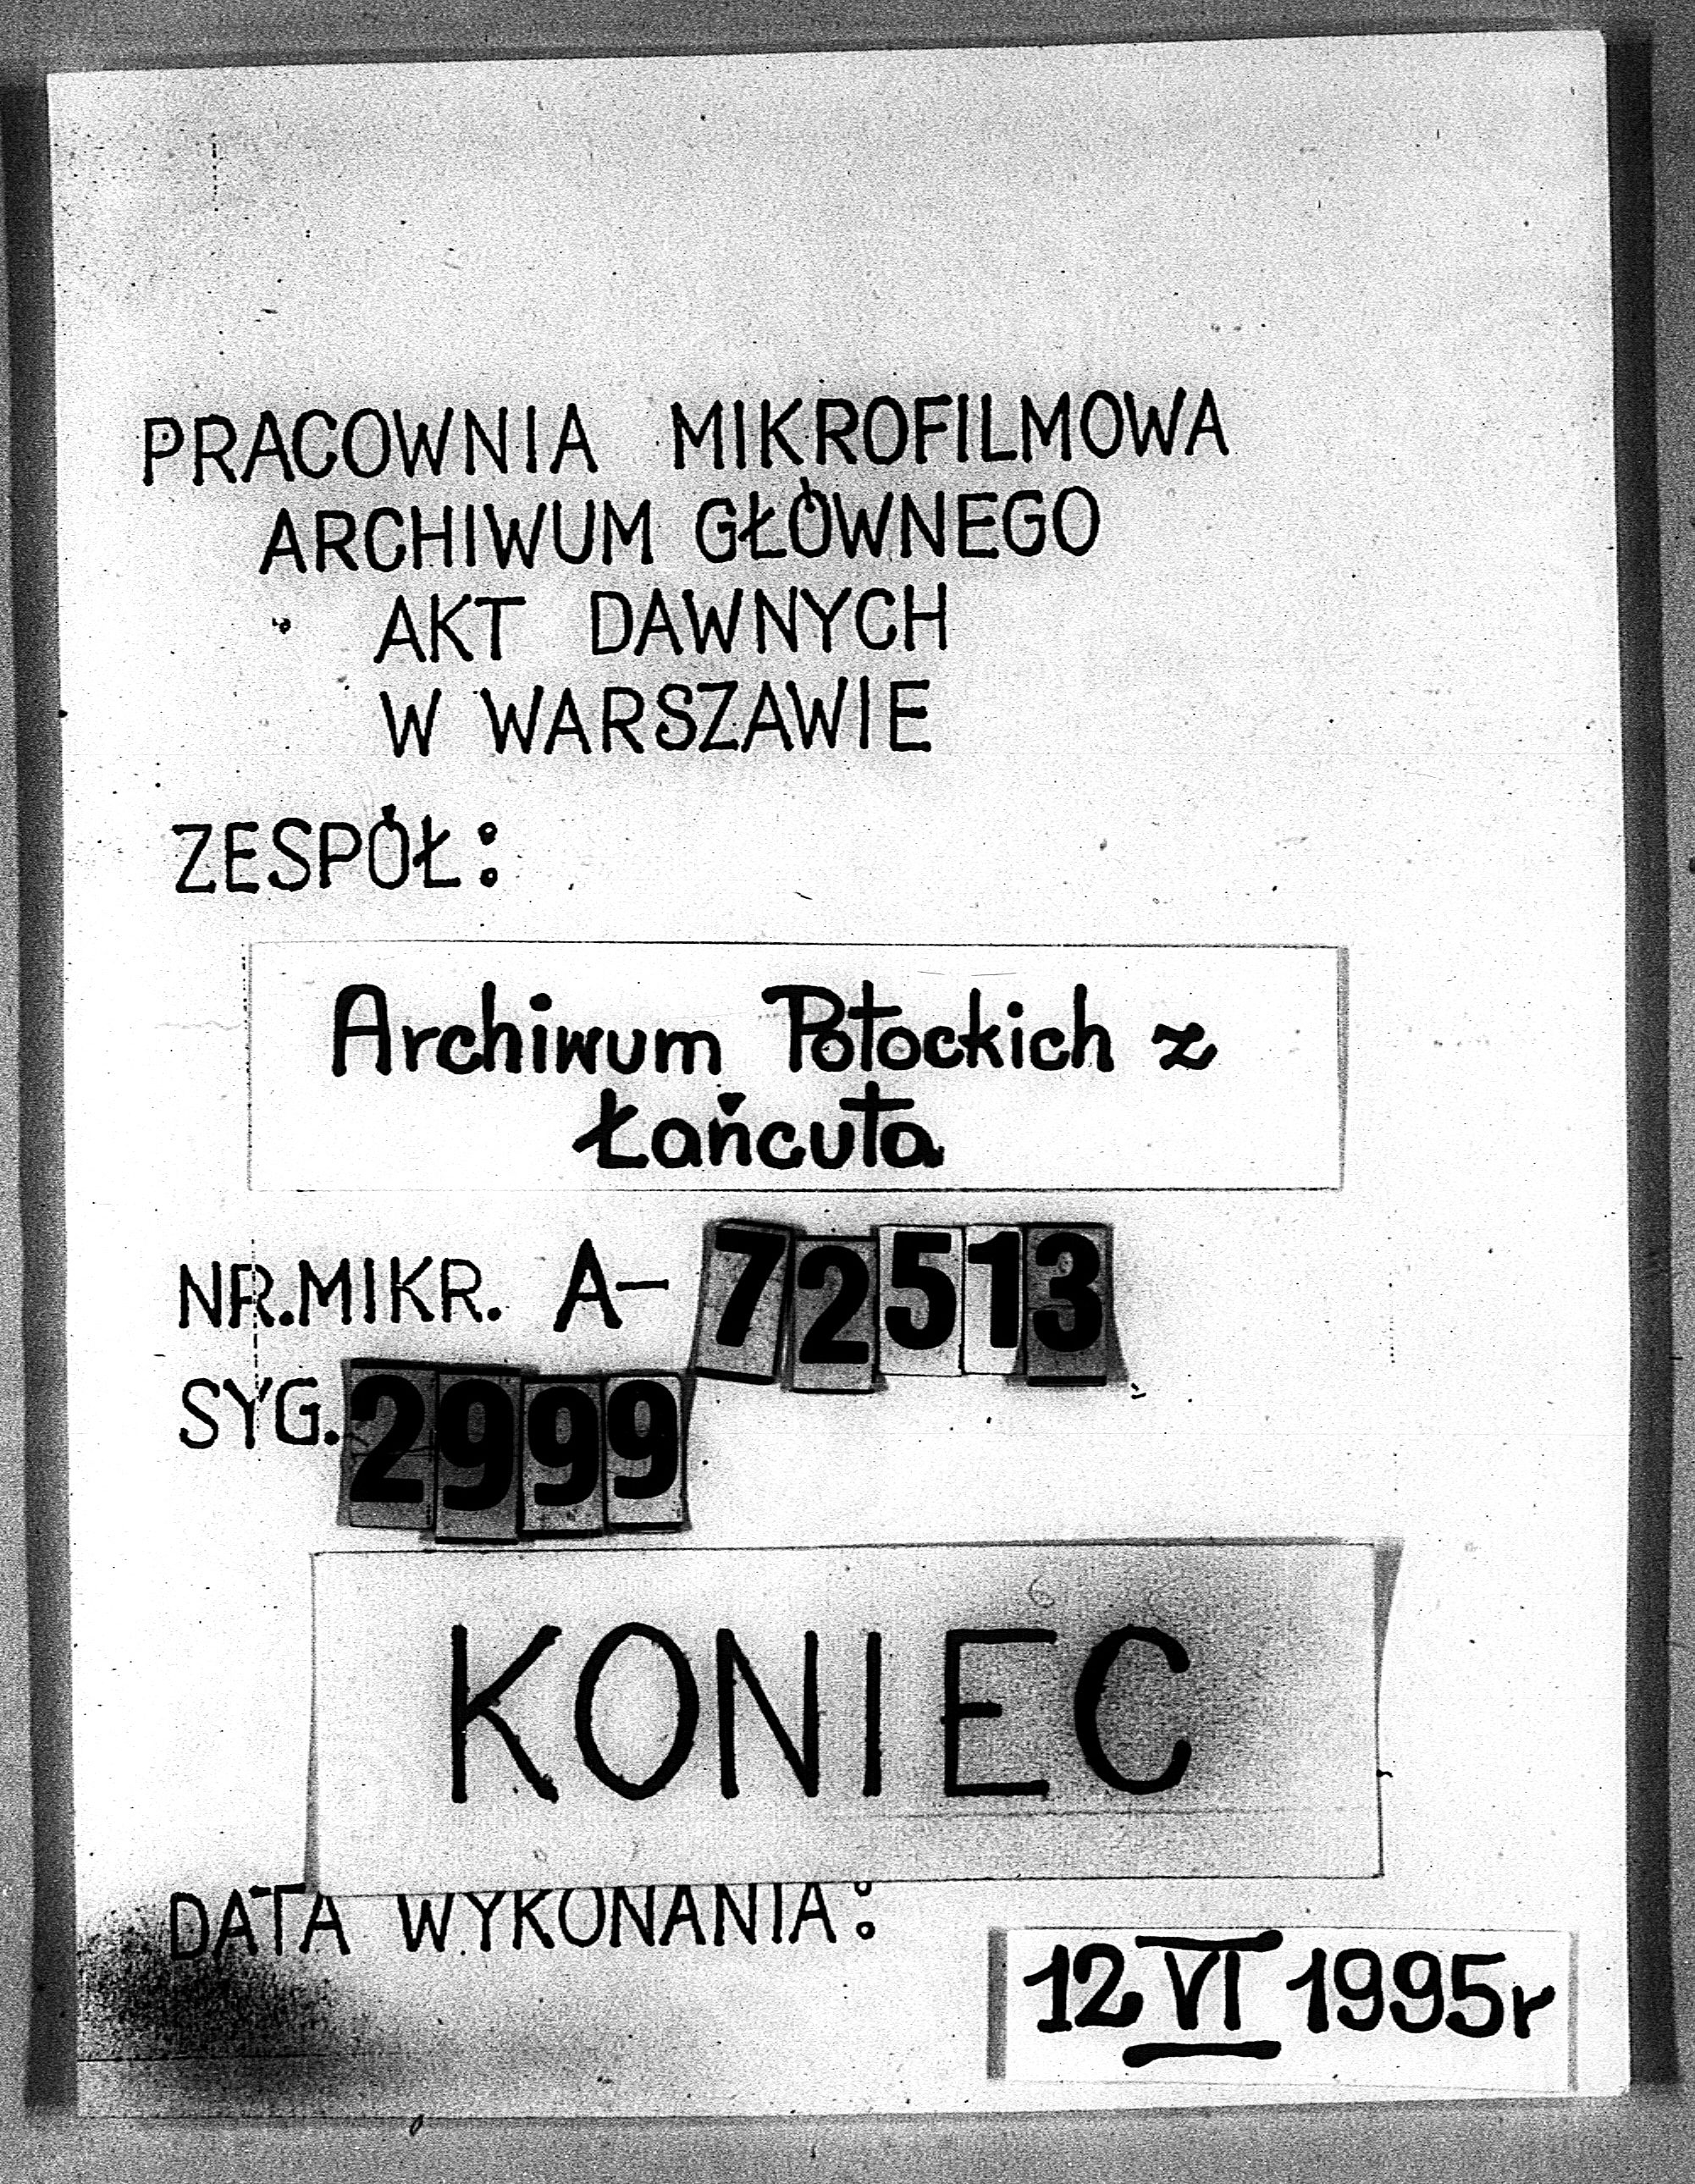 PRACOWNIA MIKROFILMOWA
ARCHIWUM GŁÓWNEGO
AKT DAWNYCH
W WARSZAWIE
ZESPÓŁ:
Archiwum Potockich z
Łańcuta
NR.MIKR. A-72513
SYG. 2999
KONIEC
DATA WYKONANIA:
12 VI 1995r